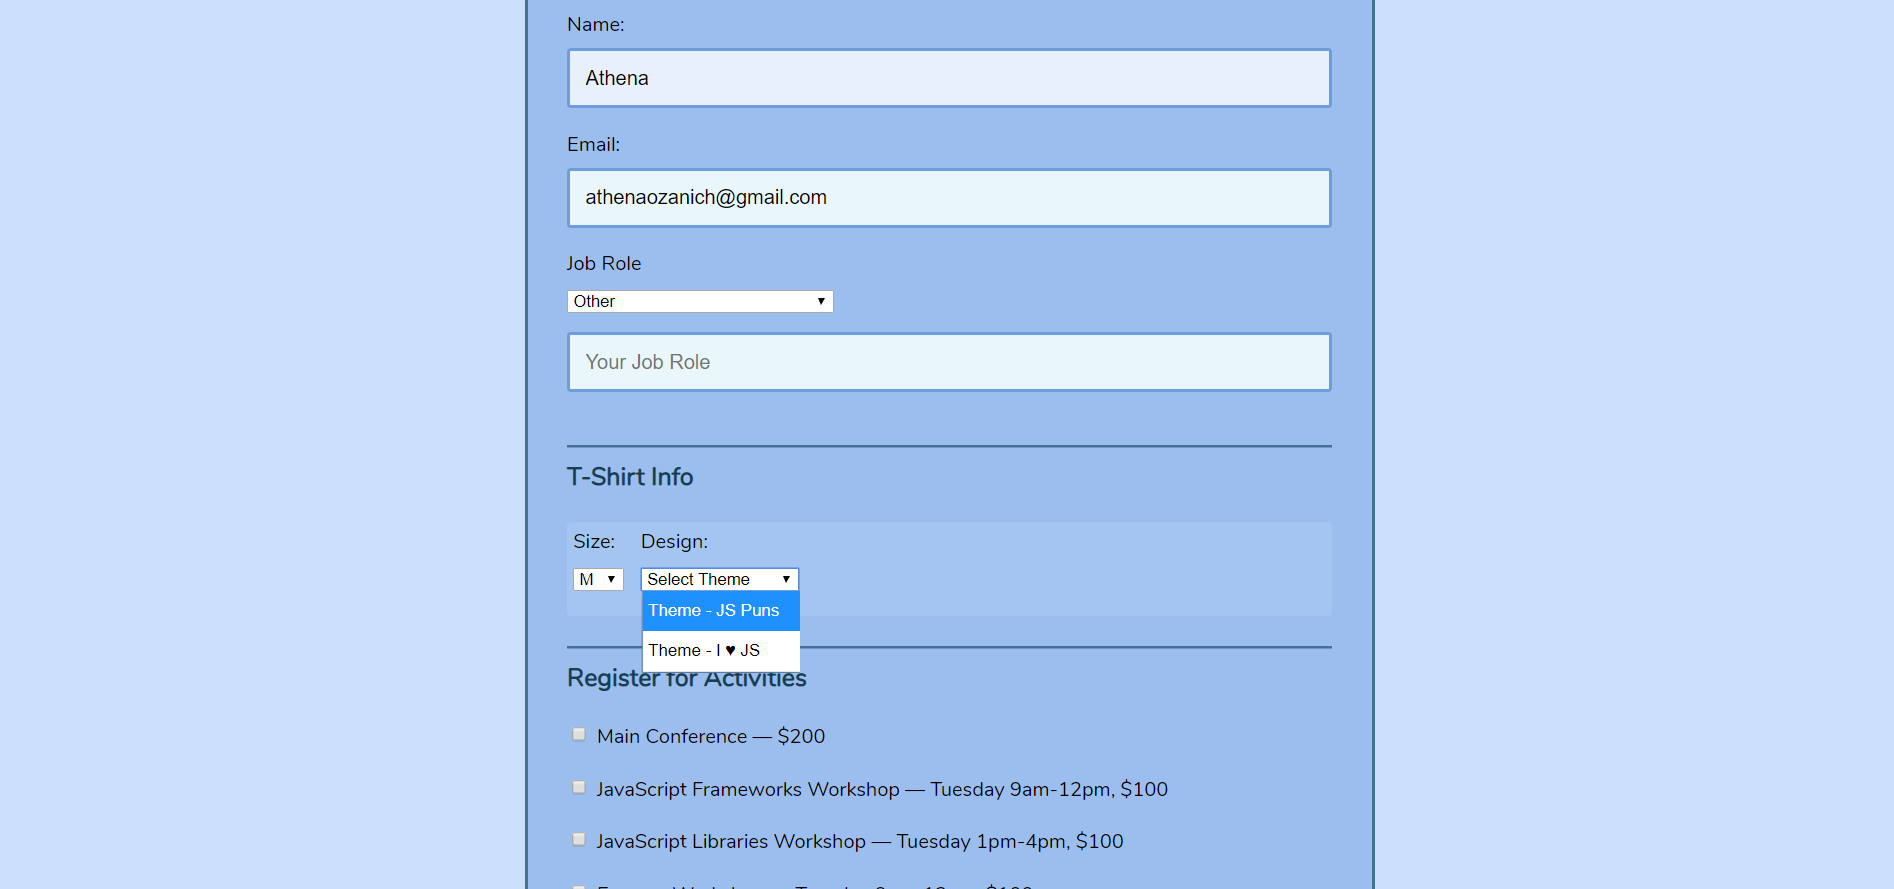 Name:
Athena
Email:
athenaozanich@gmail.com
Job Role
Other
Your Job Role
T-Shirt Info
Size: Design:
M Select Theme
Theme - JS Puns
Theme - I ♥ JS
Register for Activities
Main Conference — $200
JavaScript Frameworks Workshop — Tuesday 9am-12pm, $100
JavaScript Libraries Workshop — Tuesday 1pm-4pm, $100